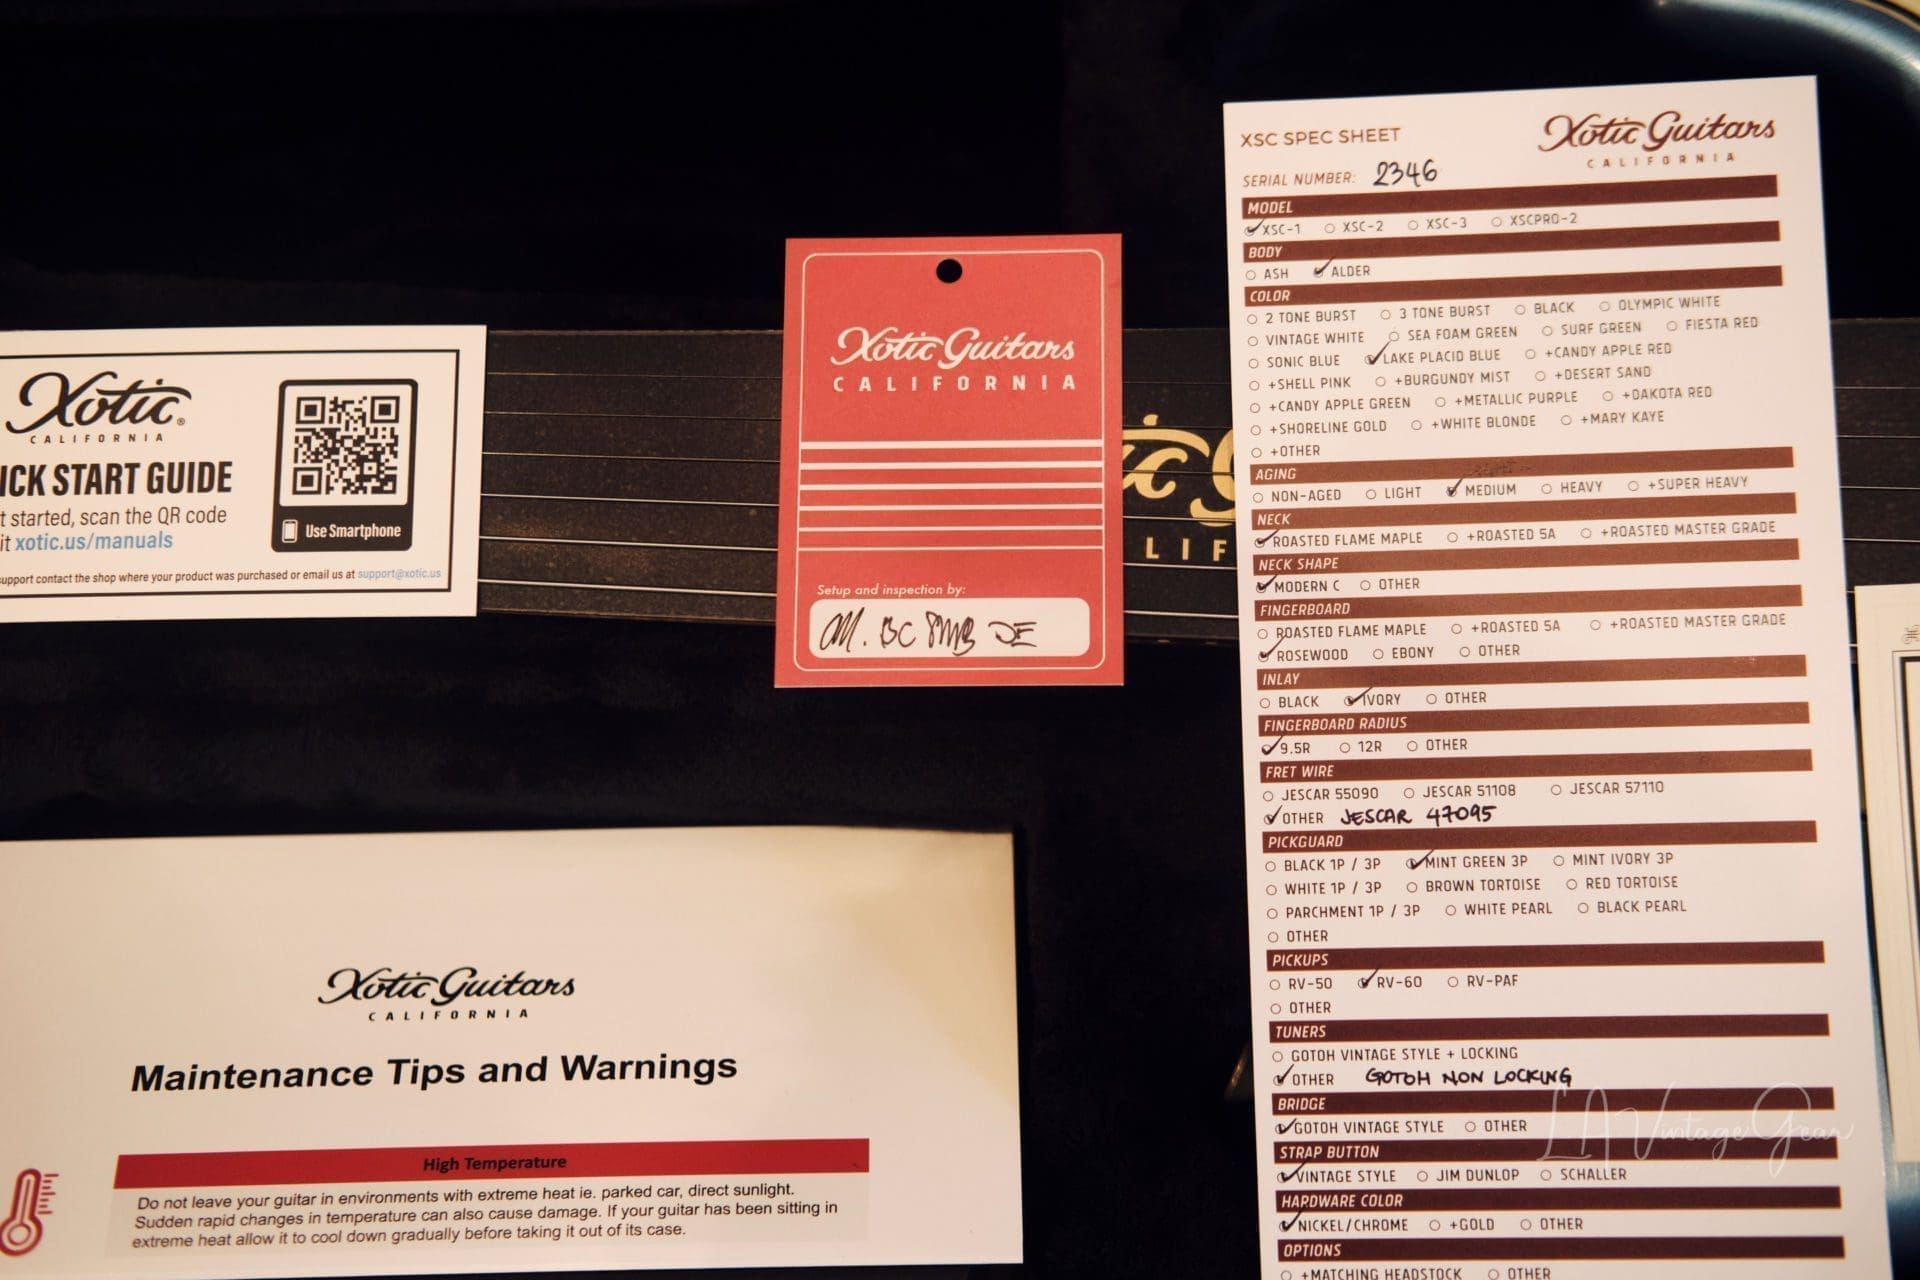 Xotic®
CALIFORNIA
ICK START GUIDE
t started, scan the QR code
it xotic.us/manuals
Use Smartphone
support contact the shop where your product was purchased or email us at support@xotic.us
Xotic Guitars
CALIFORNIA
Setup and inspection by:
ic G
LIF
Xotic Guitars
CALIFORNIA
Maintenance Tips and Warnings
High Temperature
Do not leave your guitar in environments with extreme heat ie. parked car, direct sunlight.
Sudden rapid changes in temperature can also cause damage. If your guitar has been sitting in
extreme heat allow it to cool down gradually before taking it out of its case.
XSC SPEC SHEET
Xotic Guitars
CALIFORNIA
SERIAL NUMBER: 2346
MODEL
XSC-1 XSC-2 XSC-3 XSCPRO-2
BODY
ASH ALDER
COLOR
2 TONE BURST 3 TONE BURST BLACK OLYMPIC WHITE
VINTAGE WHITE SEA FOAM GREEN SURF GREEN FIESTA RED
SONIC BLUE LAKE PLACID BLUE +CANDY APPLE RED
+SHELL PINK +BURGUNDY MIST +DESERT SAND
+CANDY APPLE GREEN +METALLIC PURPLE +DAKOTA RED
+SHORELINE GOLD +WHITE BLONDE +MARY KAYE
+OTHER
AGING
NON-AGED LIGHT MEDIUM HEAVY +SUPER HEAVY
NECK
ROASTED FLAME MAPLE +ROASTED 5A +ROASTED MASTER GRADE
NECK SHAPE
MODERN C OTHER
FINGERBOARD
ROASTED FLAME MAPLE +ROASTED 5A +ROASTED MASTER GRADE
ROSEWOOD EBONY OTHER
INLAY
BLACK IVORY OTHER
FINGERBOARD RADIUS
9.5R 12R OTHER
FRET WIRE
JESCAR 55090 JESCAR 51108 JESCAR 57110
OTHER JESCAR 47095
PICKGUARD
BLACK 1P / 3P MINT GREEN 3P MINT IVORY 3P
WHITE 1P / 3P BROWN TORTOISE RED TORTOISE
PARCHMENT 1P / 3P WHITE PEARL BLACK PEARL
OTHER
PICKUPS
RV-50 RV-60 RV-PAF
OTHER
TUNERS
GOTOH VINTAGE STYLE + LOCKING
OTHER GOTOH NON LOCKING
BRIDGE
GOTOH VINTAGE STYLE OTHER
STRAP BUTTON
VINTAGE STYLE JIM DUNLOP SCHALLER
HARDWARE COLOR
NICKEL/CHROME +GOLD OTHER
OPTIONS
+MATCHING HEADSTOCK OTHER
LA Vintage Gear